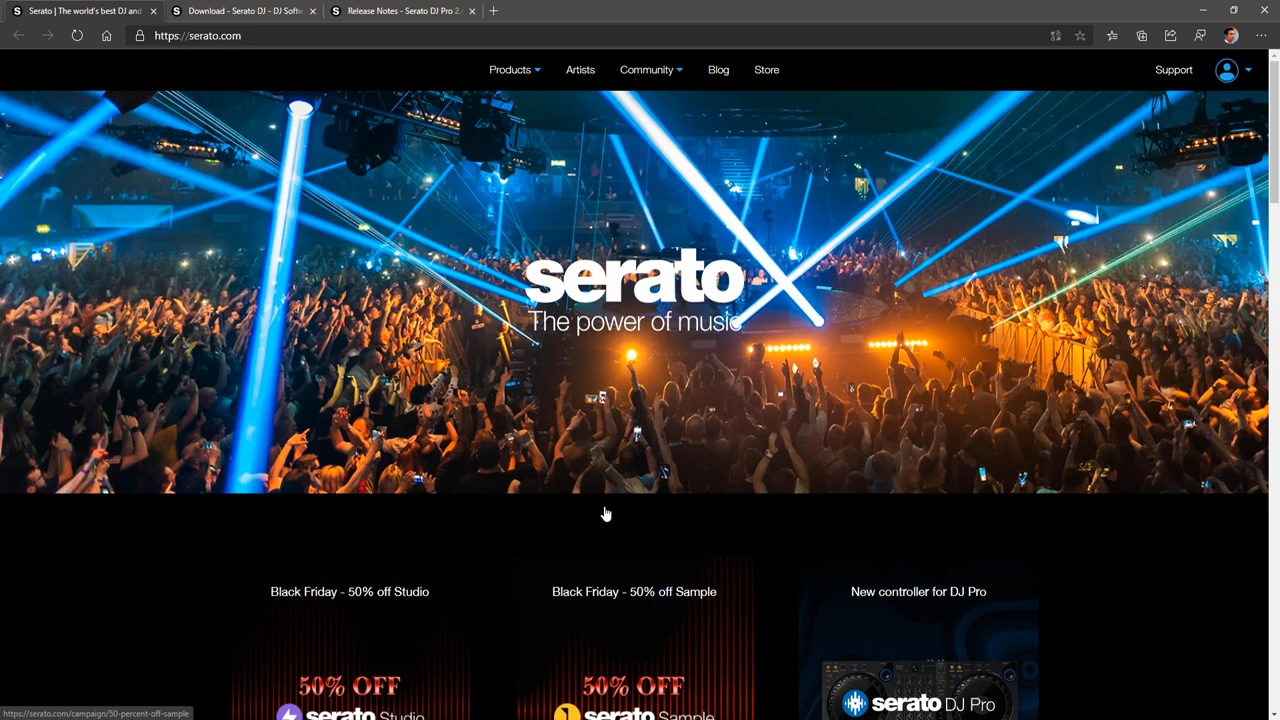 Serato | The world's best DJ and
Download - Serato DJ - DJ Softw
Release Notes - Serato DJ Pro 2.
https://serato.com
Products
Artists
Community
Blog
Store
Support
serato
The power of music
Black Friday - 50% off Studio
Black Friday - 50% off Sample
New controller for DJ Pro
50% OFF
50% OFF
serato Studio
serato Sample
serato DJ Pro
https://serato.com/campaign/50-percent-off-sample